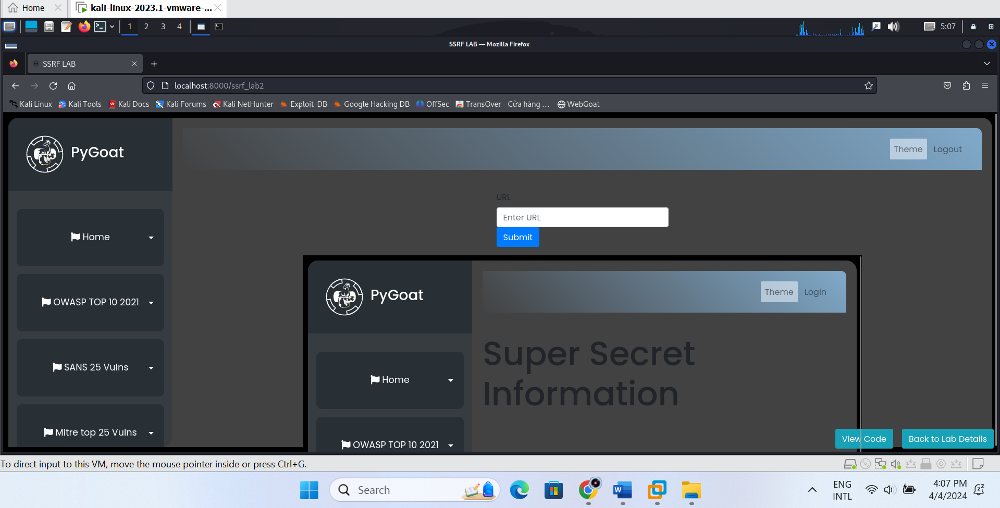 Home
kali-linux-2023.1-vmware-...
1 2 3 4
5:07
SSRF LAB — Mozilla Firefox
SSRF LAB
localhost:8000/ssrf_lab2
Kali Linux Kali Tools Kali Docs Kali Forums Kali NetHunter Exploit-DB Google Hacking DB OffSec TransOver - Cửa hàng ... WebGoat
PyGoat
Theme Logout
URL
Enter URL
Submit
Home
OWASP TOP 10 2021
SANS 25 Vulns
Mitre top 25 Vulns
PyGoat
Theme Login
Super Secret
Information
Home
OWASP TOP 10 2021
View Code
Back to Lab Details
To direct input to this VM, move the mouse pointer inside or press Ctrl+G.
Search
ENG
INTL
4:07 PM
4/4/2024